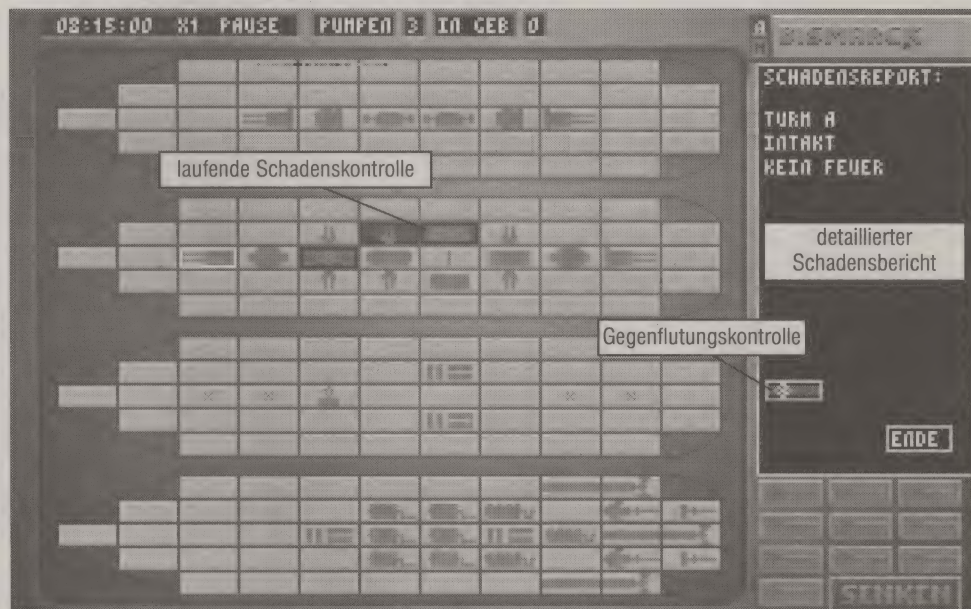 08:15:00 X1 PAUSE PUMPEN 3 IN GEB 0
A
BISMARCK
SCHADENSREPORT:
TURM A
INTAKT
KEIN FEUER
laufende Schadenskontrolle
detaillierter
Schadensbericht
Gegenflutungskontrolle
ENDE
SENKEN